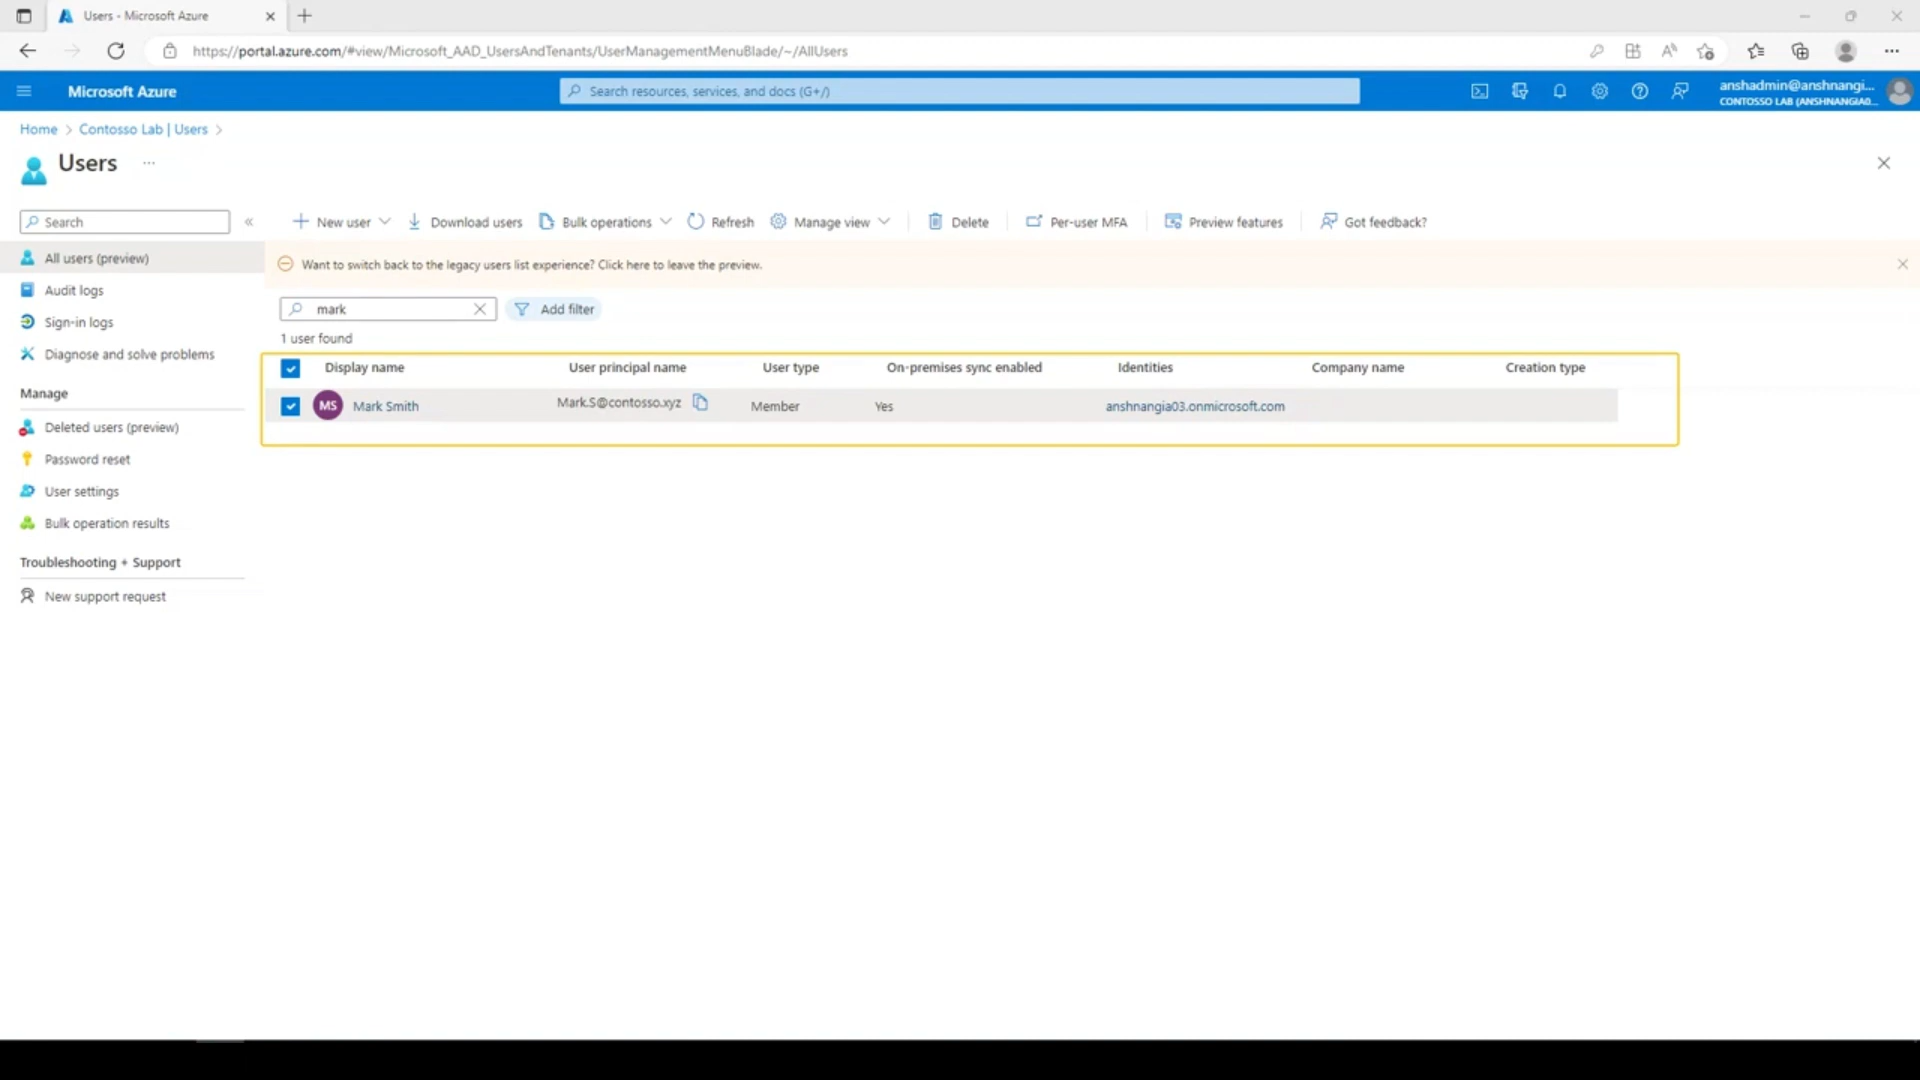 Users - Microsoft Azure
https://portal.azure.com/#view/Microsoft_AAD_UsersAndTenants/UserManagementMenuBlade/~/AllUsers
Microsoft Azure
Search resources, services, and docs (G+/)
anshadmin@anshnangi...
CONTOSSO LAB (ANSHNANGIA0...
Home > Contosso Lab | Users >
Users ...
Search
New user
Download users
Bulk operations
Refresh
Manage view
Delete
Per-user MFA
Preview features
Got feedback?
All users (preview)
Audit logs
Sign-in logs
Diagnose and solve problems
Manage
Deleted users (preview)
Password reset
User settings
Bulk operation results
Troubleshooting + Support
New support request
Want to switch back to the legacy users list experience? Click here to leave the preview.
mark
Add filter
1 user found
Display name User principal name User type On-premises sync enabled Identities Company name Creation type
MS Mark Smith Mark.S@contosso.xyz Member Yes anshnangia03.onmicrosoft.com